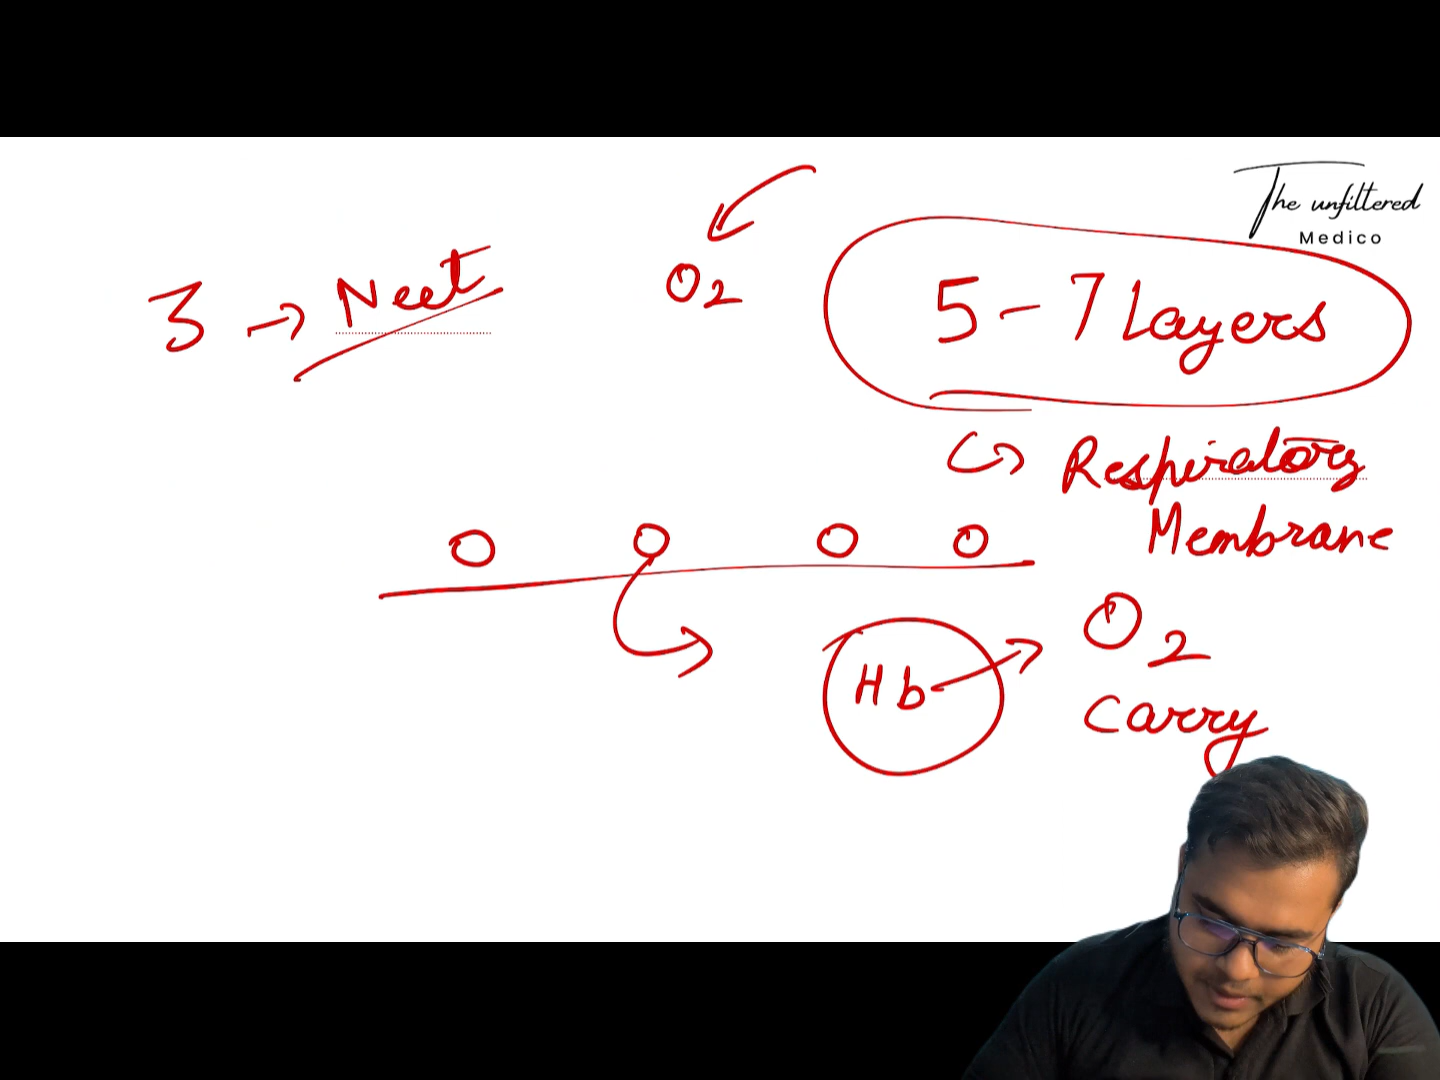 The unfiltered
Medico
3 → Neet
O2
5 - 7 Layers
Respiratory
Membrane
Hb → O2
Carry